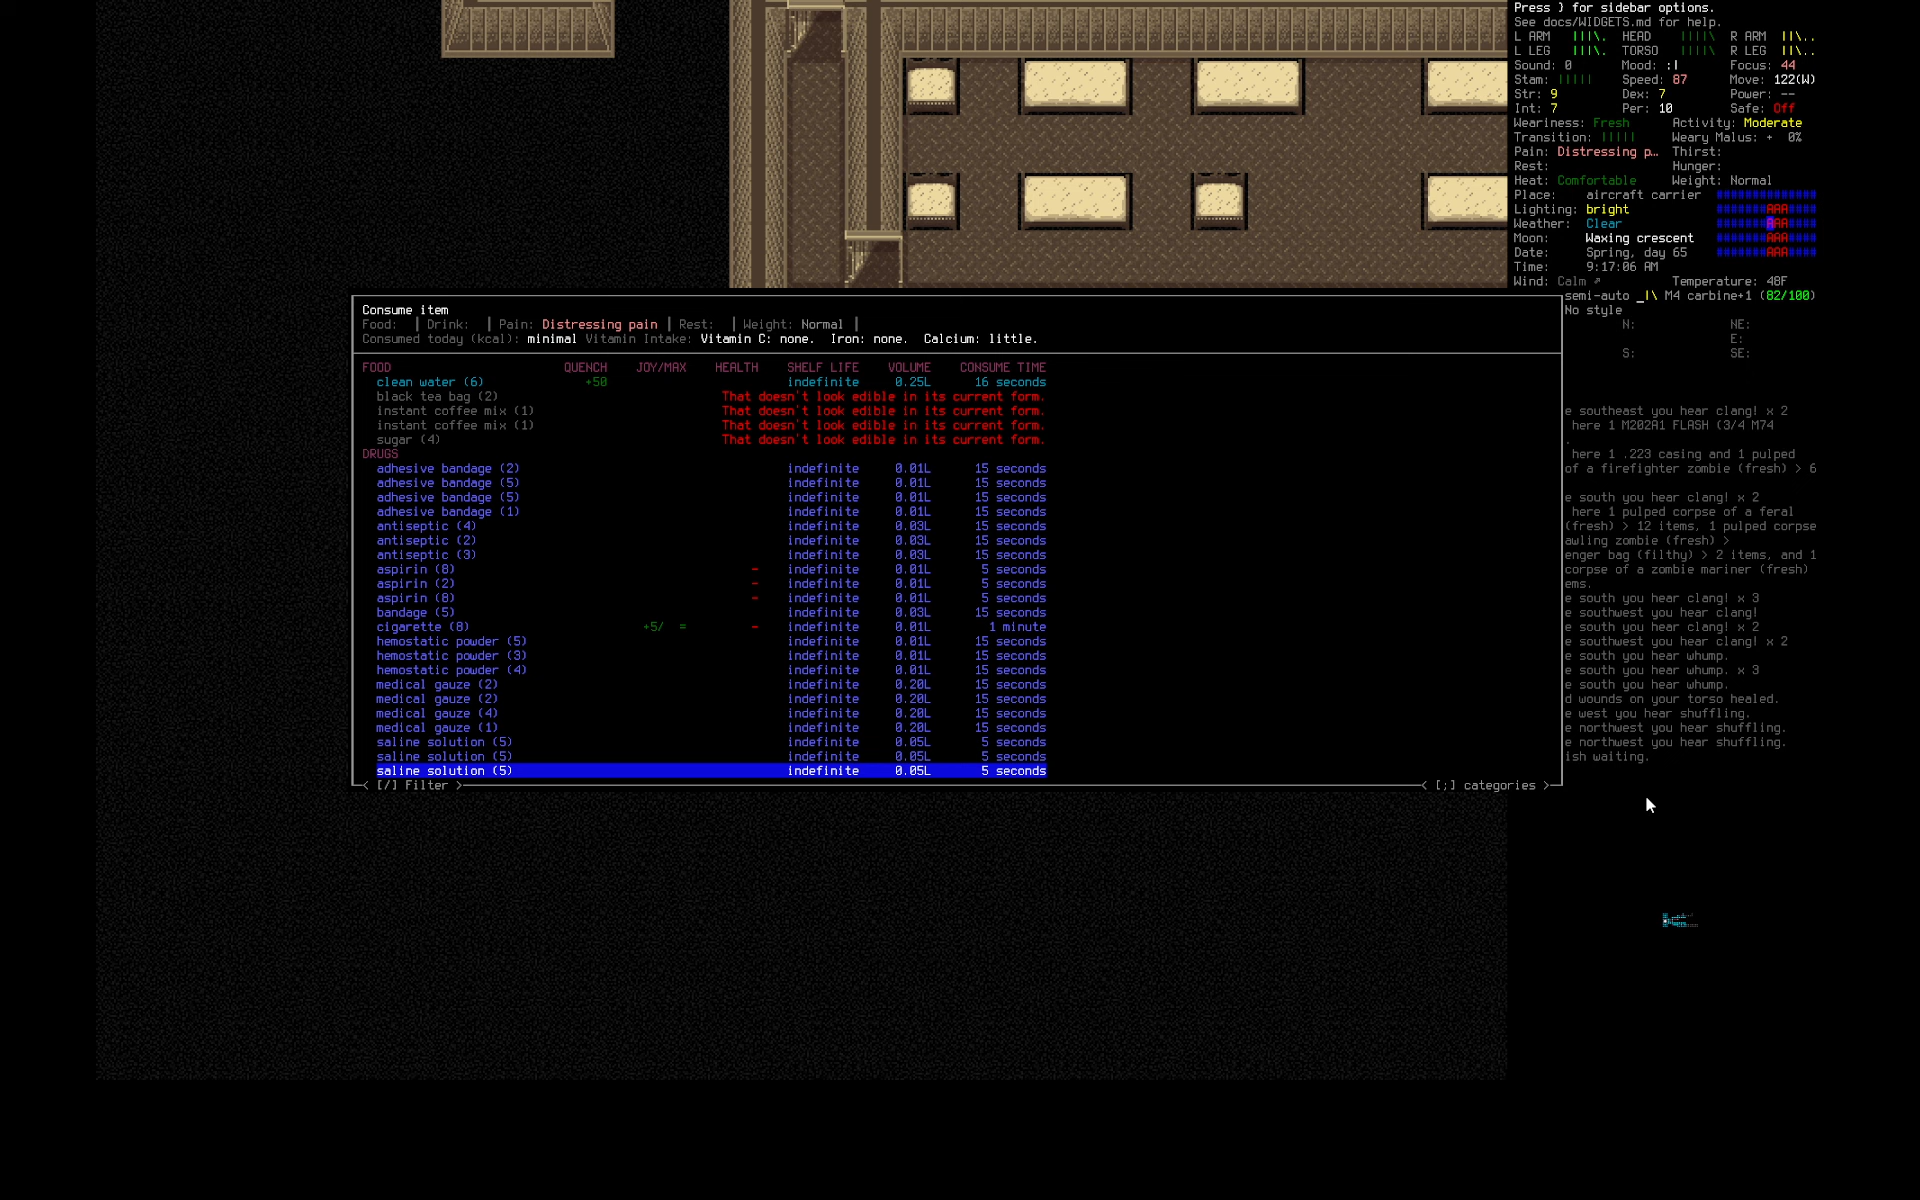 Press } for sidebar options.
See docs/WIDGETS.md for help.
L ARM |||\. HEAD ||||\ R ARM ||\..
L LEG |||\. TORSO ||||\ R LEG ||\..
Sound: 0 Mood: :| Focus: 44
Stam: ||||| Speed: 87 Move: 122(W)
Str: 9 Dex: 7 Power: --
Int: 7 Per: 10 Safe: Off
Weariness: Fresh Activity: Moderate
Transition: ||||| Weary Malus: + 0%
Pain: Distressing p… Thirst:
Rest: Hunger:
Heat: Comfortable Weight: Normal
Place: aircraft carrier
Lighting: bright
Weather: Clear
Moon: Waxing crescent
Date: Spring, day 65
Time: 9:17:06 AM
Wind: Calm Temperature: 48F
semi-auto _|\ M4 carbine+1 (82/100)
No style
N: NE:
E:
S: SE:
Consume item
Food: | Drink: | Pain: Distressing pain | Rest: | Weight: Normal |
Consumed today (kcal): minimal Vitamin Intake: Vitamin C: none. Iron: none. Calcium: little.
FOOD QUENCH JOY/MAX HEALTH SHELF LIFE VOLUME CONSUME TIME
clean water (6) +50 indefinite 0.25L 16 seconds
black tea bag (2) That doesn't look edible in its current form.
instant coffee mix (1) That doesn't look edible in its current form.
instant coffee mix (1) That doesn't look edible in its current form.
sugar (4) That doesn't look edible in its current form.
DRUGS
adhesive bandage (2) indefinite 0.01L 15 seconds
adhesive bandage (5) indefinite 0.01L 15 seconds
adhesive bandage (5) indefinite 0.01L 15 seconds
adhesive bandage (1) indefinite 0.01L 15 seconds
antiseptic (4) indefinite 0.03L 15 seconds
antiseptic (2) indefinite 0.03L 15 seconds
antiseptic (3) indefinite 0.03L 15 seconds
aspirin (8) - indefinite 0.01L 5 seconds
aspirin (2) - indefinite 0.01L 5 seconds
aspirin (8) - indefinite 0.01L 5 seconds
bandage (5) indefinite 0.03L 15 seconds
cigarette (8) +5/ = - indefinite 0.01L 1 minute
hemostatic powder (5) indefinite 0.01L 15 seconds
hemostatic powder (3) indefinite 0.01L 15 seconds
hemostatic powder (4) indefinite 0.01L 15 seconds
medical gauze (2) indefinite 0.20L 15 seconds
medical gauze (2) indefinite 0.20L 15 seconds
medical gauze (4) indefinite 0.20L 15 seconds
medical gauze (1) indefinite 0.20L 15 seconds
saline solution (5) indefinite 0.05L 5 seconds
saline solution (5) indefinite 0.05L 5 seconds
saline solution (5) indefinite 0.05L 5 seconds
< [/] Filter >
< [;] categories >
e southeast you hear clang! x 2
here 1 M202A1 FLASH (3/4 M74
.
here 1 .223 casing and 1 pulped
of a firefighter zombie (fresh) > 6
e south you hear clang! x 2
here 1 pulped corpse of a feral
(fresh) > 12 items, 1 pulped corpse
awling zombie (fresh) >
enger bag (filthy) > 2 items, and 1
corpse of a zombie mariner (fresh)
ems.
e south you hear clang! x 3
e southwest you hear clang!
e south you hear clang! x 2
e southwest you hear clang! x 2
e south you hear whump.
e south you hear whump. x 3
e south you hear whump.
d wounds on your torso healed.
e west you hear shuffling.
e northwest you hear shuffling.
e northwest you hear shuffling.
ish waiting.